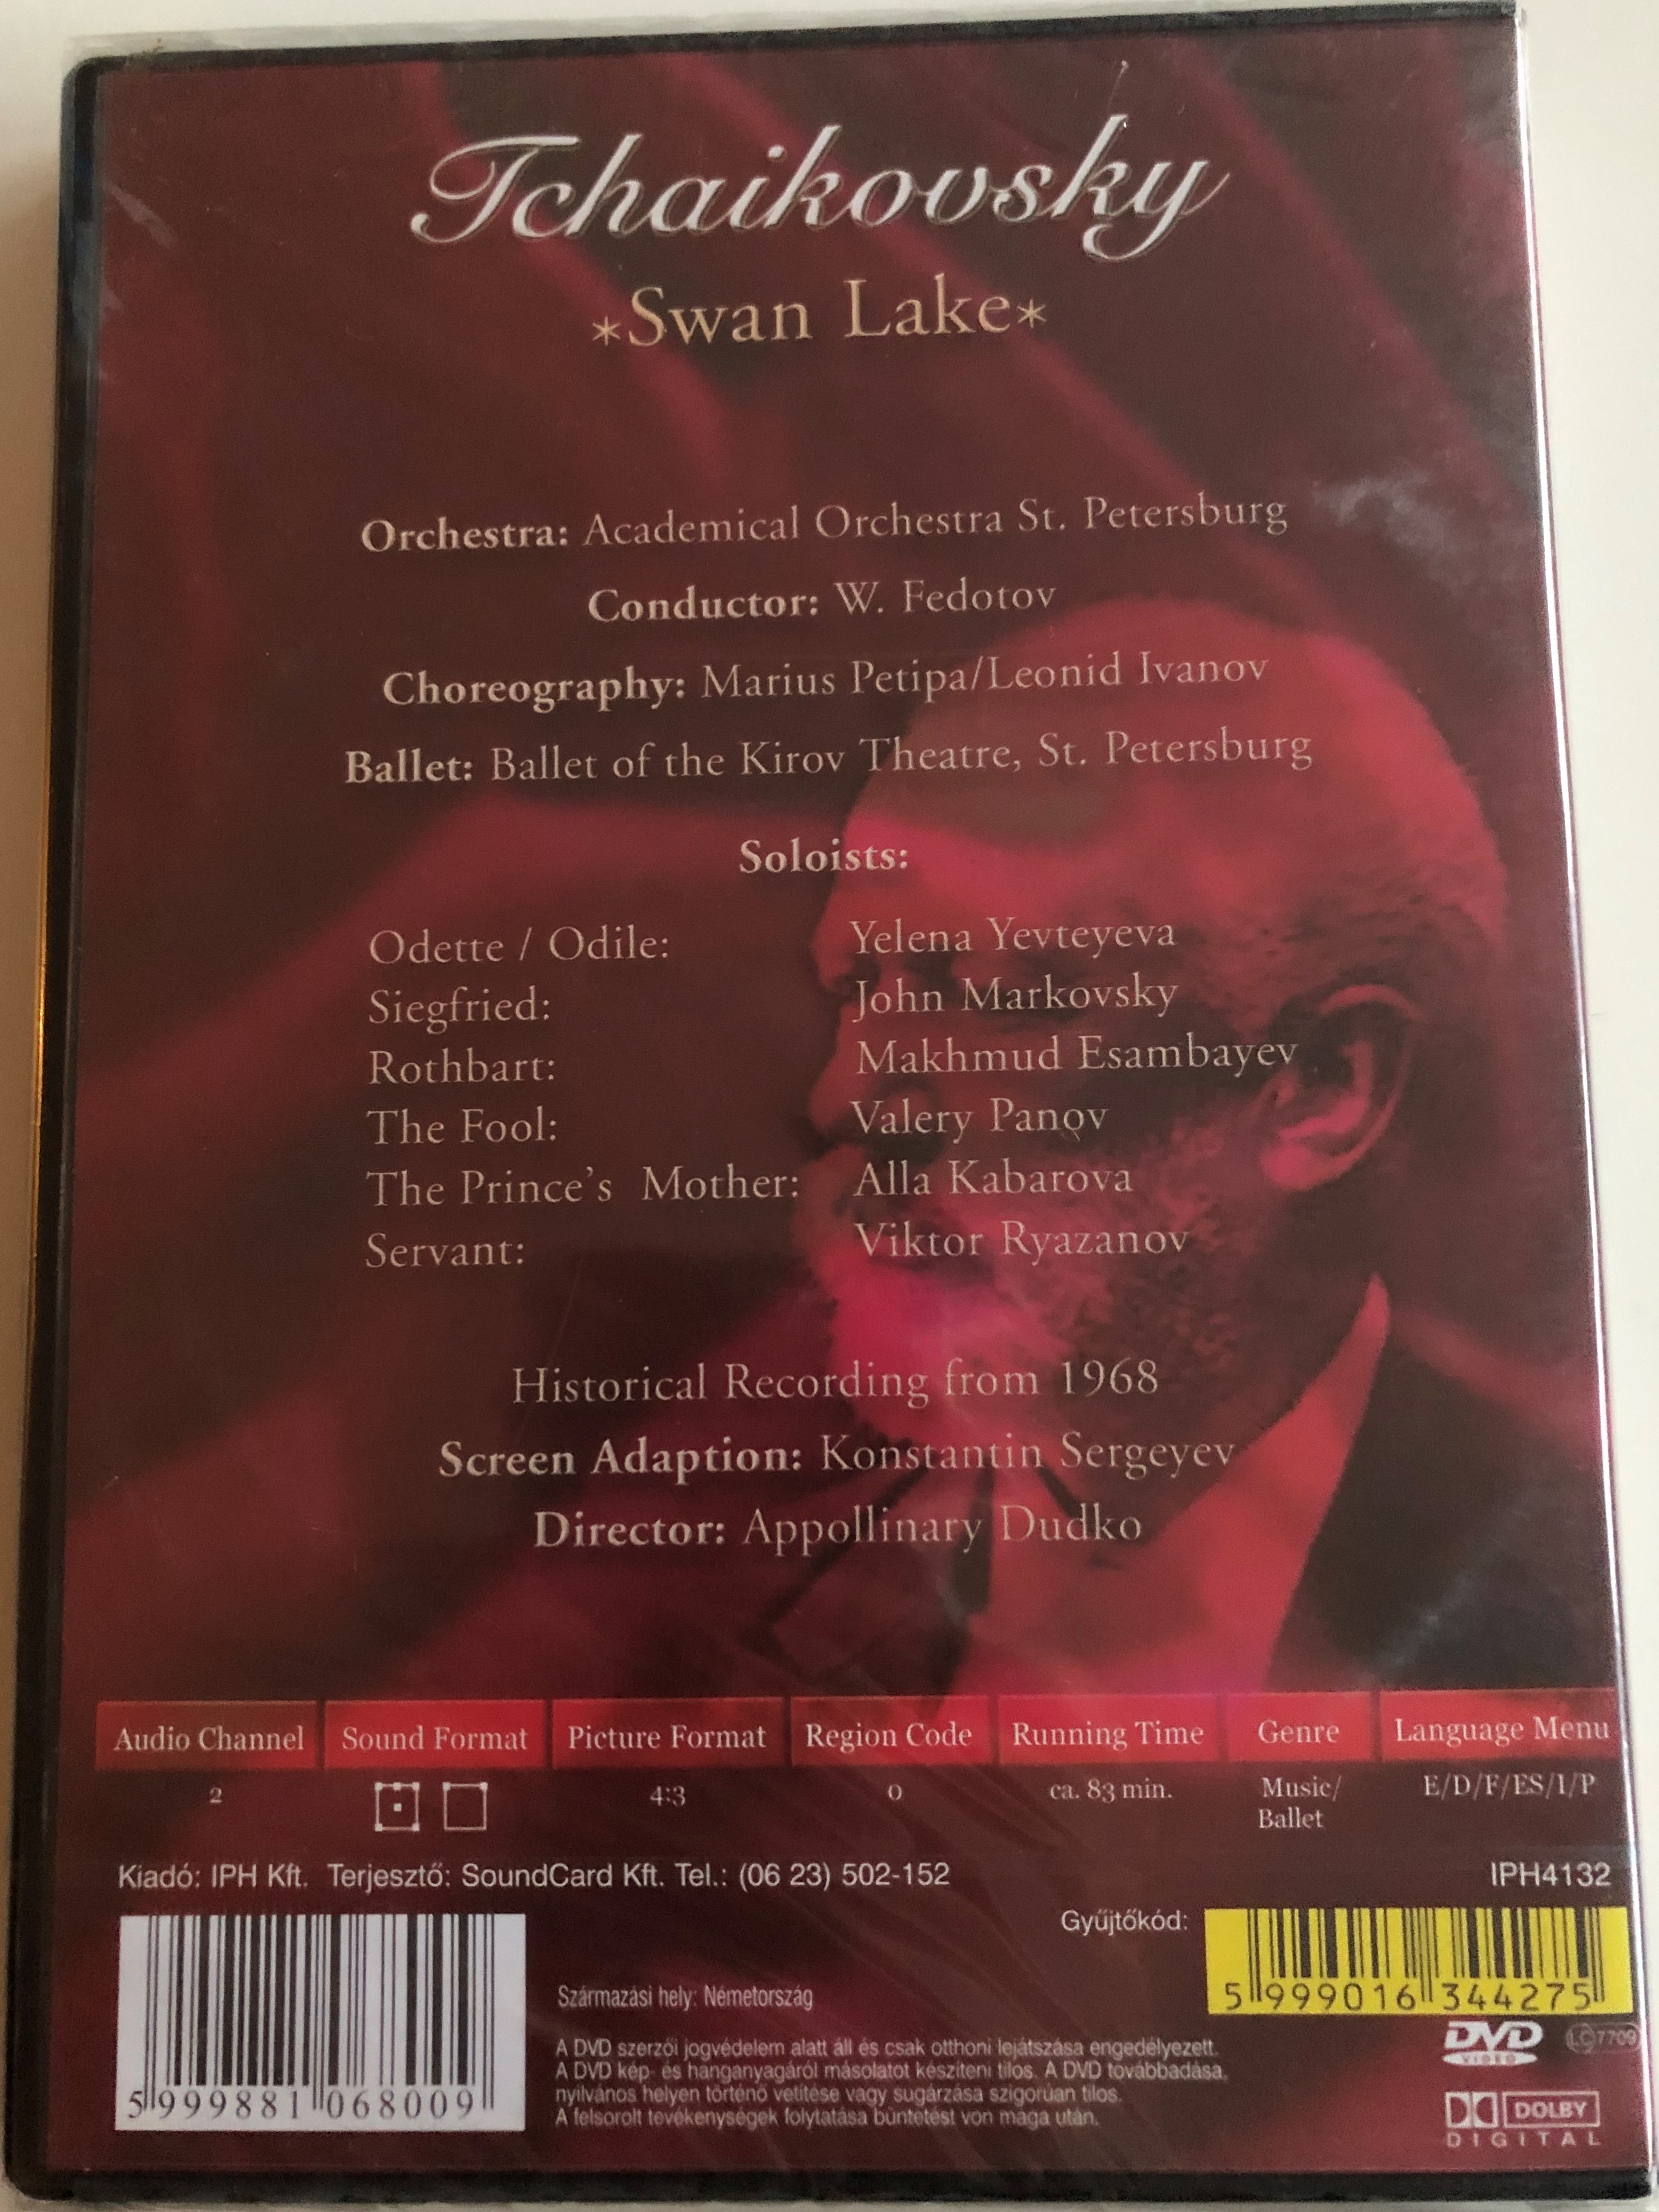 Tchaikovsky
*Swan Lake*
Orchestra: Academical Orchestra St. Petersburg
Conductor: W. Fedotov
Choreography: Marius Petipa/Leonid Ivanov
Ballet: Ballet of the Kirov Theatre, St. Petersburg
Soloists:
Odette / Odile: Yelena Yevteyeva
Siegfried: John Markovsky
Rothbart: Makhmud Esambayev
The Fool: Valery Panov
The Prince's Mother: Alla Kabarova
Servant: Viktor Ryazanov
Historical Recording from 1968
Screen Adaption: Konstantin Sergeyev
Director: Appollinary Dudko
Audio Channel Sound Format Picture Format Region Code Running Time Genre Language Menu
2 4:3 0 ca. 83 min. Music/ E/D/F/ES/I/P
Ballet
Kiadó: IPH Kft. Terjesztő: SoundCard Kft. Tel.: (06 23) 502-152 IPH4132
Gyűjtőkód:
5 999016 344275
Származási hely: Németország
A DVD szerzői jogvédelem alatt áll és csak otthoni lejátszása engedélyezett.
A DVD kép- és hanganyagáról másolatot készíteni tilos. A DVD továbbadása,
nyilvános helyen történő vetítése vagy sugárzása szigorúan tilos.
A felsorolt tevékenységek folytatása büntetést von maga után.
5 999881 068009
DVD
VIDEO
LC 7709
DOLBY
DIGITAL